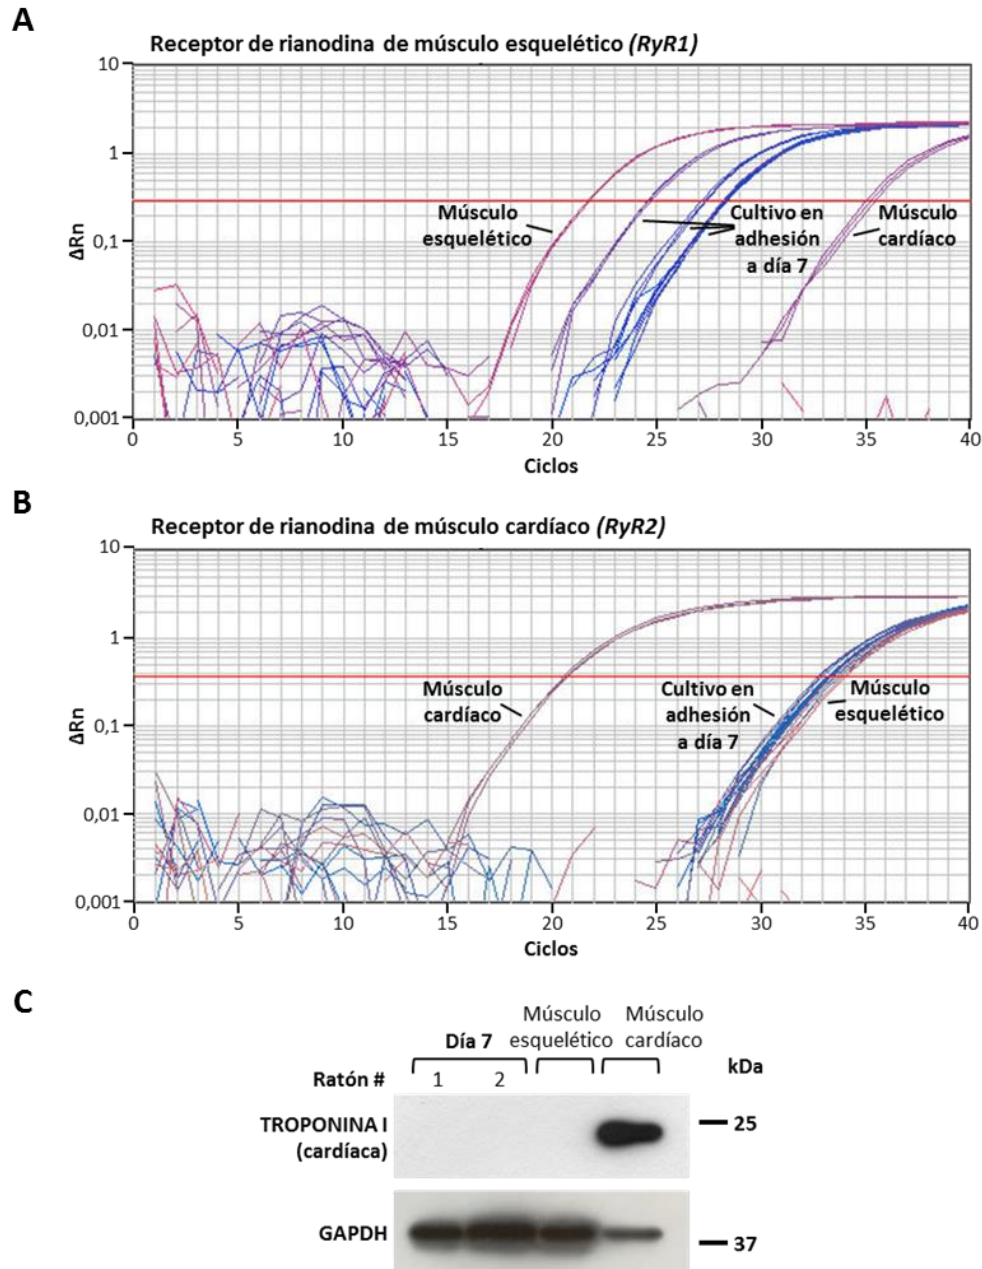 A
Receptor de rianodina de músculo esquelético (RyR1)
10
1
0,1
0,01
0,001
ΔRn
Músculo
esquelético
Cultivo en
adhesión
a día 7
Músculo
cardíaco
0 5 10 15 20 25 30 35 40
Ciclos
B
Receptor de rianodina de músculo cardíaco (RyR2)
10
1
0,1
0,01
0,001
ΔRn
Músculo
cardíaco
Cultivo en
adhesión
a día 7
Músculo
esquelético
0 5 10 15 20 25 30 35 40
Ciclos
C
Músculo Músculo
Día 7 esquelético cardíaco
kDa
Ratón # 1 2
TROPONINA I
(cardíaca)
25
GAPDH
37